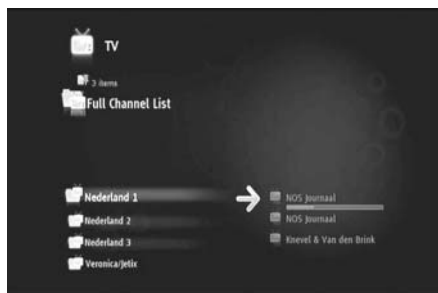 TV
3 items
Full Channel List
Nederland 1
Nederland 2
Nederland 3
Veronica/Jetix
NOS Journaal
NOS Journaal
Knevel & Van den Brink